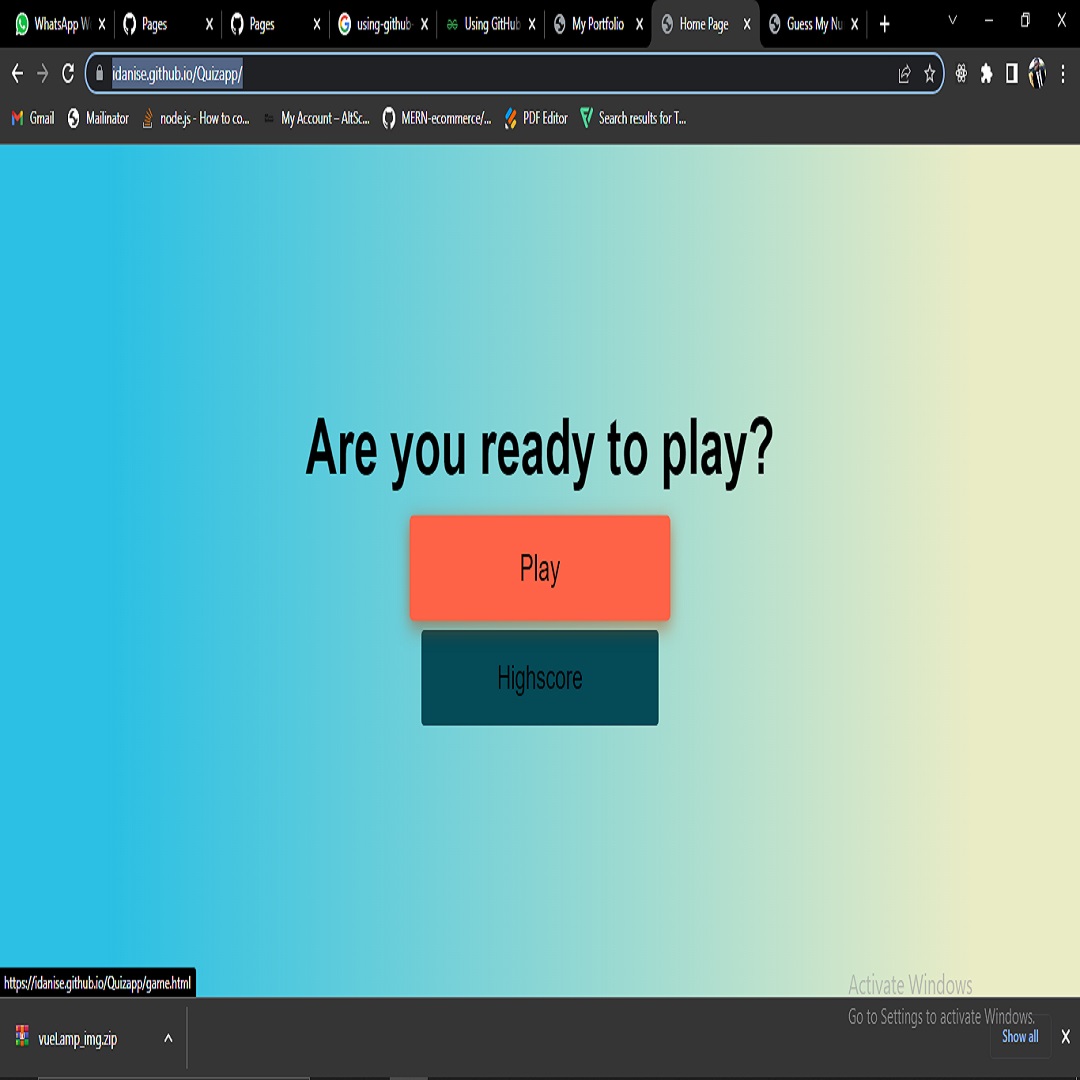 WhatsApp W
Pages
Pages
using-github
Using GitHub
My Portfolio
Home Page
Guess My Nu
idanise.github.io/Quizapp/
Gmail
Mailinator
node.js - How to co...
My Account – AltSc...
MERN-ecommerce/...
PDF Editor
Search results for T...
Are you ready to play?
Play
Highscore
https://idanise.github.io/Quizapp/game.html
Activate Windows
Go to Settings to activate Windows.
vueLamp_img.zip
Show all